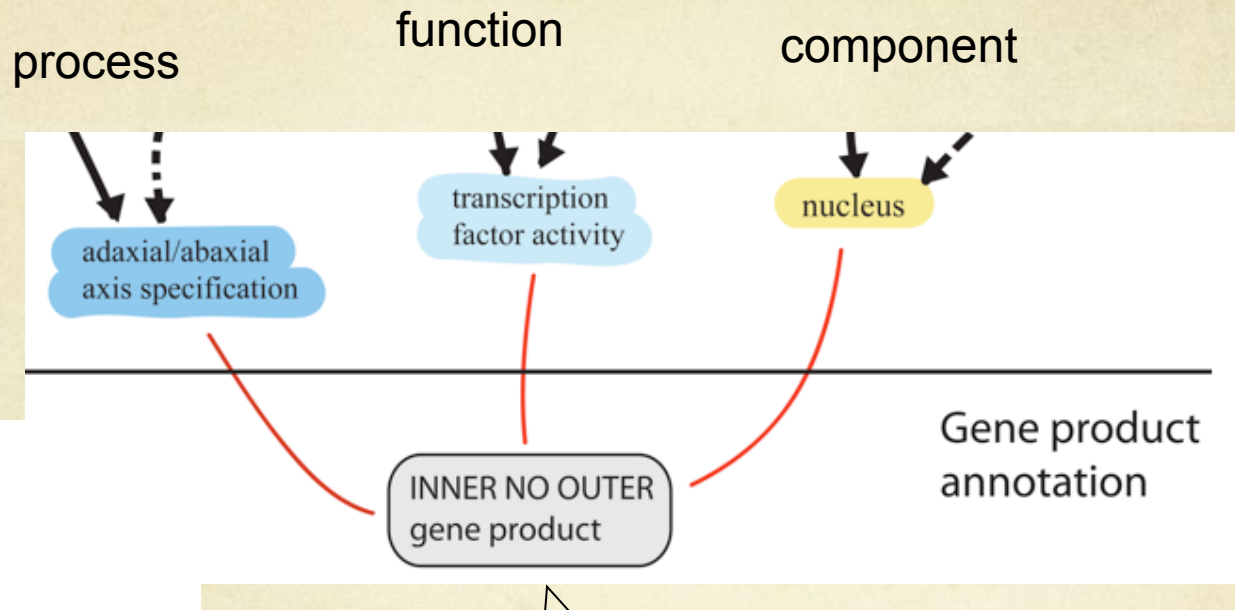 process
function
component
adaxial/abaxial
axis specification
transcription
factor activity
nucleus
Gene product
annotation
INNER NO OUTER
gene product